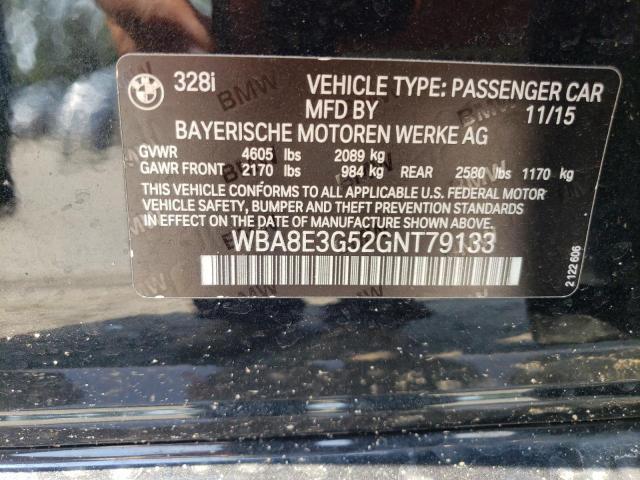 328i VEHICLE TYPE: PASSENGER CAR
MFD BY 11/15
BAYERISCHE MOTOREN WERKE AG
GVWR 4605 lbs 2089 kg
GAWR FRONT 2170 lbs 984 kg REAR 2580 lbs 1170 kg
THIS VEHICLE CONFORMS TO ALL APPLICABLE U.S. FEDERAL MOTOR
VEHICLE SAFETY, BUMPER AND THEFT PREVENTION STANDARDS
IN EFFECT ON THE DATE OF MANUFACTURE SHOWN ABOVE.
WBA8E3G52GNT79133
2 122 606
BMW